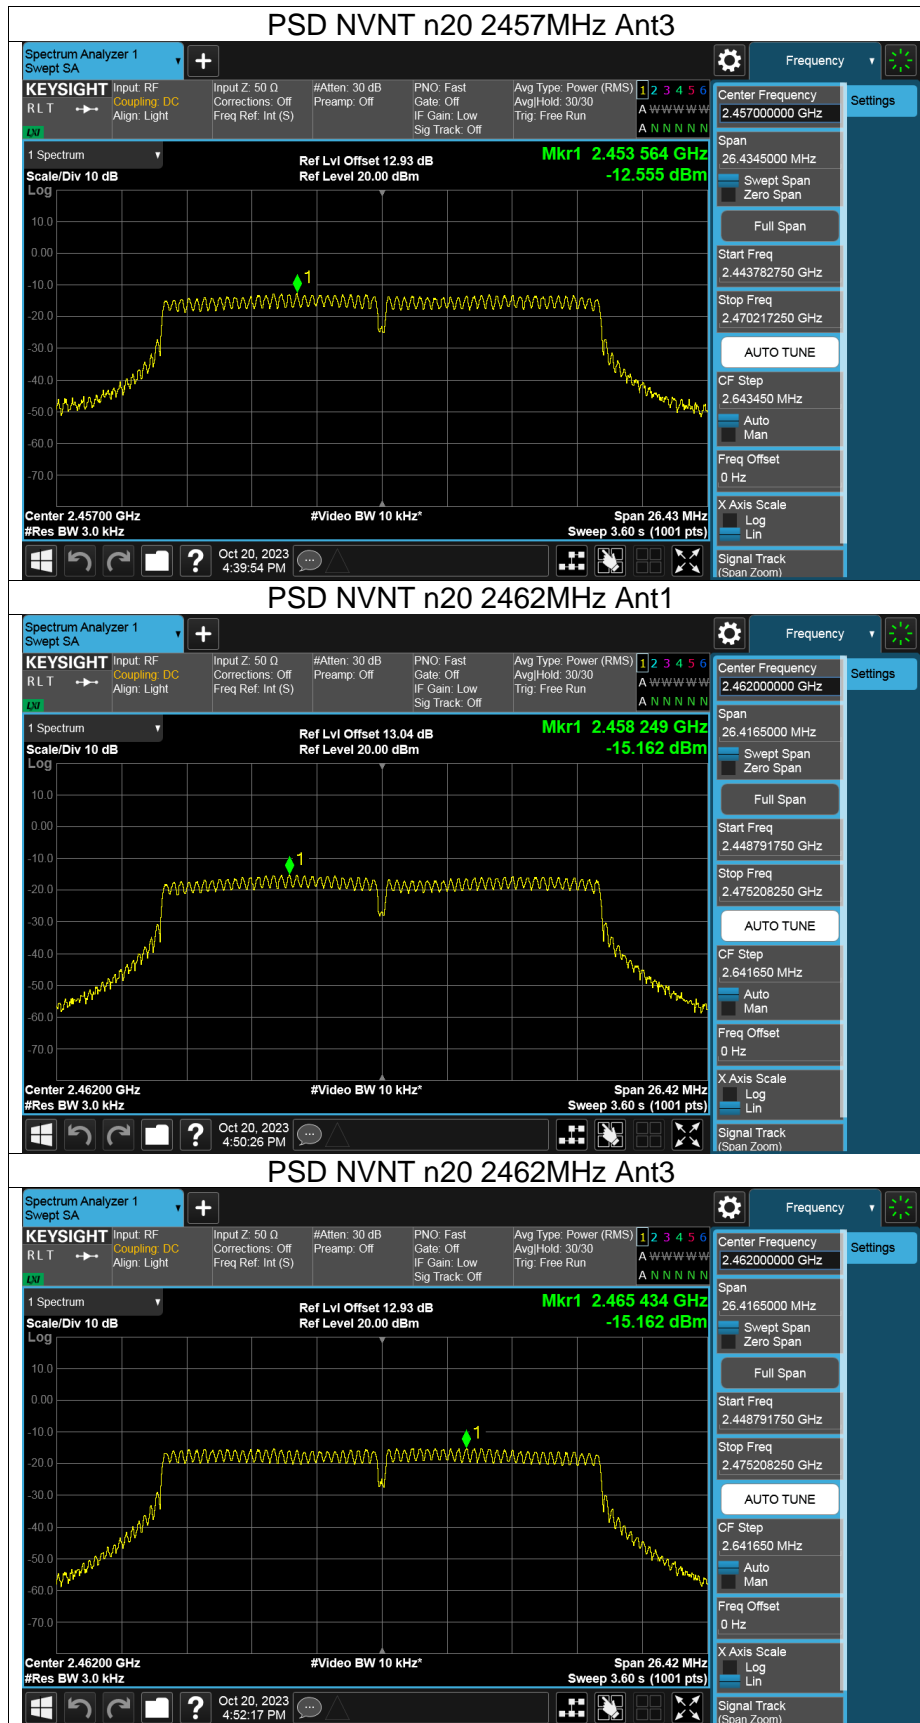 PSD NVNT n20 2457MHz Ant3
Spectrum Analyzer 1
Swept SA
Frequency
KEYSIGHT
R L T
LXI
Input: RF
Coupling: DC
Align: Light
Input Z: 50 Ω
Corrections: Off
Freq Ref: Int (S)
#Atten: 30 dB
Preamp: Off
PNO: Fast
Gate: Off
IF Gain: Low
Sig Track: Off
Avg Type: Power (RMS)
Avg|Hold: 30/30
Trig: Free Run
1 2 3 4 5 6
A W W W W W
A N N N N N
Center Frequency
2.457000000 GHz
Settings
Span
26.4345000 MHz
Swept Span
Zero Span
Full Span
Start Freq
2.443782750 GHz
Stop Freq
2.470217250 GHz
AUTO TUNE
CF Step
2.643450 MHz
Auto
Man
Freq Offset
0 Hz
X Axis Scale
Log
Lin
Signal Track
(Span Zoom)
1 Spectrum
Scale/Div 10 dB
Ref Lvl Offset 12.93 dB
Ref Level 20.00 dBm
Mkr1 2.453 564 GHz
-12.555 dBm
Log
10.0
0.00
-10.0
-20.0
-30.0
-40.0
-50.0
-60.0
-70.0
1
Center 2.45700 GHz
#Res BW 3.0 kHz
#Video BW 10 kHz*
Span 26.43 MHz
Sweep 3.60 s (1001 pts)
Oct 20, 2023
4:39:54 PM
PSD NVNT n20 2462MHz Ant1
Spectrum Analyzer 1
Swept SA
Frequency
KEYSIGHT
R L T
LXI
Input: RF
Coupling: DC
Align: Light
Input Z: 50 Ω
Corrections: Off
Freq Ref: Int (S)
#Atten: 30 dB
Preamp: Off
PNO: Fast
Gate: Off
IF Gain: Low
Sig Track: Off
Avg Type: Power (RMS)
Avg|Hold: 30/30
Trig: Free Run
1 2 3 4 5 6
A W W W W W
A N N N N N
Center Frequency
2.462000000 GHz
Settings
Span
26.4165000 MHz
Swept Span
Zero Span
Full Span
Start Freq
2.448791750 GHz
Stop Freq
2.475208250 GHz
AUTO TUNE
CF Step
2.641650 MHz
Auto
Man
Freq Offset
0 Hz
X Axis Scale
Log
Lin
Signal Track
(Span Zoom)
1 Spectrum
Scale/Div 10 dB
Ref Lvl Offset 13.04 dB
Ref Level 20.00 dBm
Mkr1 2.458 249 GHz
-15.162 dBm
Log
10.0
0.00
-10.0
-20.0
-30.0
-40.0
-50.0
-60.0
-70.0
1
Center 2.46200 GHz
#Res BW 3.0 kHz
#Video BW 10 kHz*
Span 26.42 MHz
Sweep 3.60 s (1001 pts)
Oct 20, 2023
4:50:26 PM
PSD NVNT n20 2462MHz Ant3
Spectrum Analyzer 1
Swept SA
Frequency
KEYSIGHT
R L T
LXI
Input: RF
Coupling: DC
Align: Light
Input Z: 50 Ω
Corrections: Off
Freq Ref: Int (S)
#Atten: 30 dB
Preamp: Off
PNO: Fast
Gate: Off
IF Gain: Low
Sig Track: Off
Avg Type: Power (RMS)
Avg|Hold: 30/30
Trig: Free Run
1 2 3 4 5 6
A W W W W W
A N N N N N
Center Frequency
2.462000000 GHz
Settings
Span
26.4165000 MHz
Swept Span
Zero Span
Full Span
Start Freq
2.448791750 GHz
Stop Freq
2.475208250 GHz
AUTO TUNE
CF Step
2.641650 MHz
Auto
Man
Freq Offset
0 Hz
X Axis Scale
Log
Lin
Signal Track
(Span Zoom)
1 Spectrum
Scale/Div 10 dB
Ref Lvl Offset 12.93 dB
Ref Level 20.00 dBm
Mkr1 2.465 434 GHz
-15.162 dBm
Log
10.0
0.00
-10.0
-20.0
-30.0
-40.0
-50.0
-60.0
-70.0
1
Center 2.46200 GHz
#Res BW 3.0 kHz
#Video BW 10 kHz*
Span 26.42 MHz
Sweep 3.60 s (1001 pts)
Oct 20, 2023
4:52:17 PM